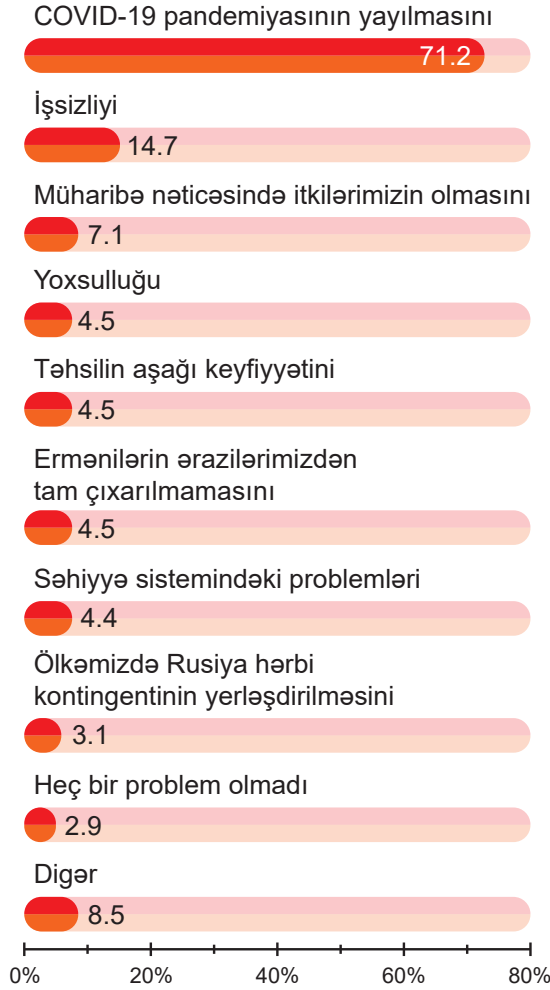 COVID-19 pandemiyasının yayılmasını
71.2
İşsizliyi
14.7
Müharibə nəticəsində itkilərimizin olmasını
7.1
Yoxsulluğu
4.5
Təhsilin aşağı keyfiyyətini
4.5
Ermənilərin ərazilərimizdən
tam çıxarılmamasını
4.5
Səhiyyə sistemindəki problemləri
4.4
Ölkəmizdə Rusiya hərbi
kontingentinin yerləşdirilməsini
3.1
Heç bir problem olmadı
2.9
Digər
8.5
0% 20% 40% 60% 80%